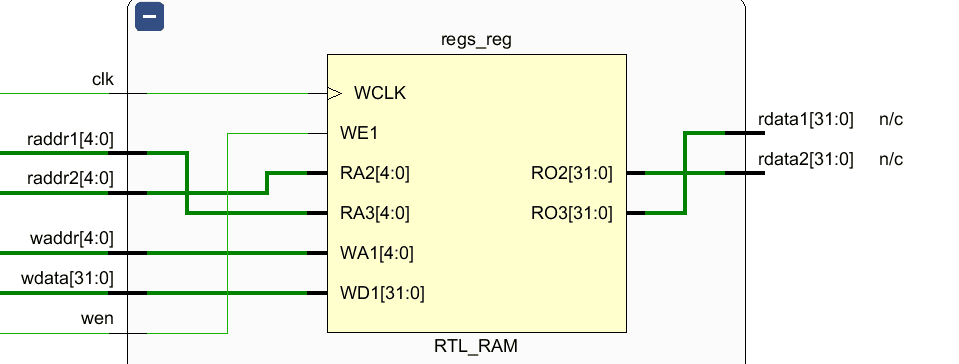 regs_reg
clk
WCLK
WE1
raddr1[4:0]
RA2[4:0]
raddr2[4:0]
RA3[4:0]
waddr[4:0]
WA1[4:0]
wdata[31:0]
WD1[31:0]
wen
RO2[31:0]
RO3[31:0]
rdata1[31:0] n/c
rdata2[31:0] n/c
RTL_RAM